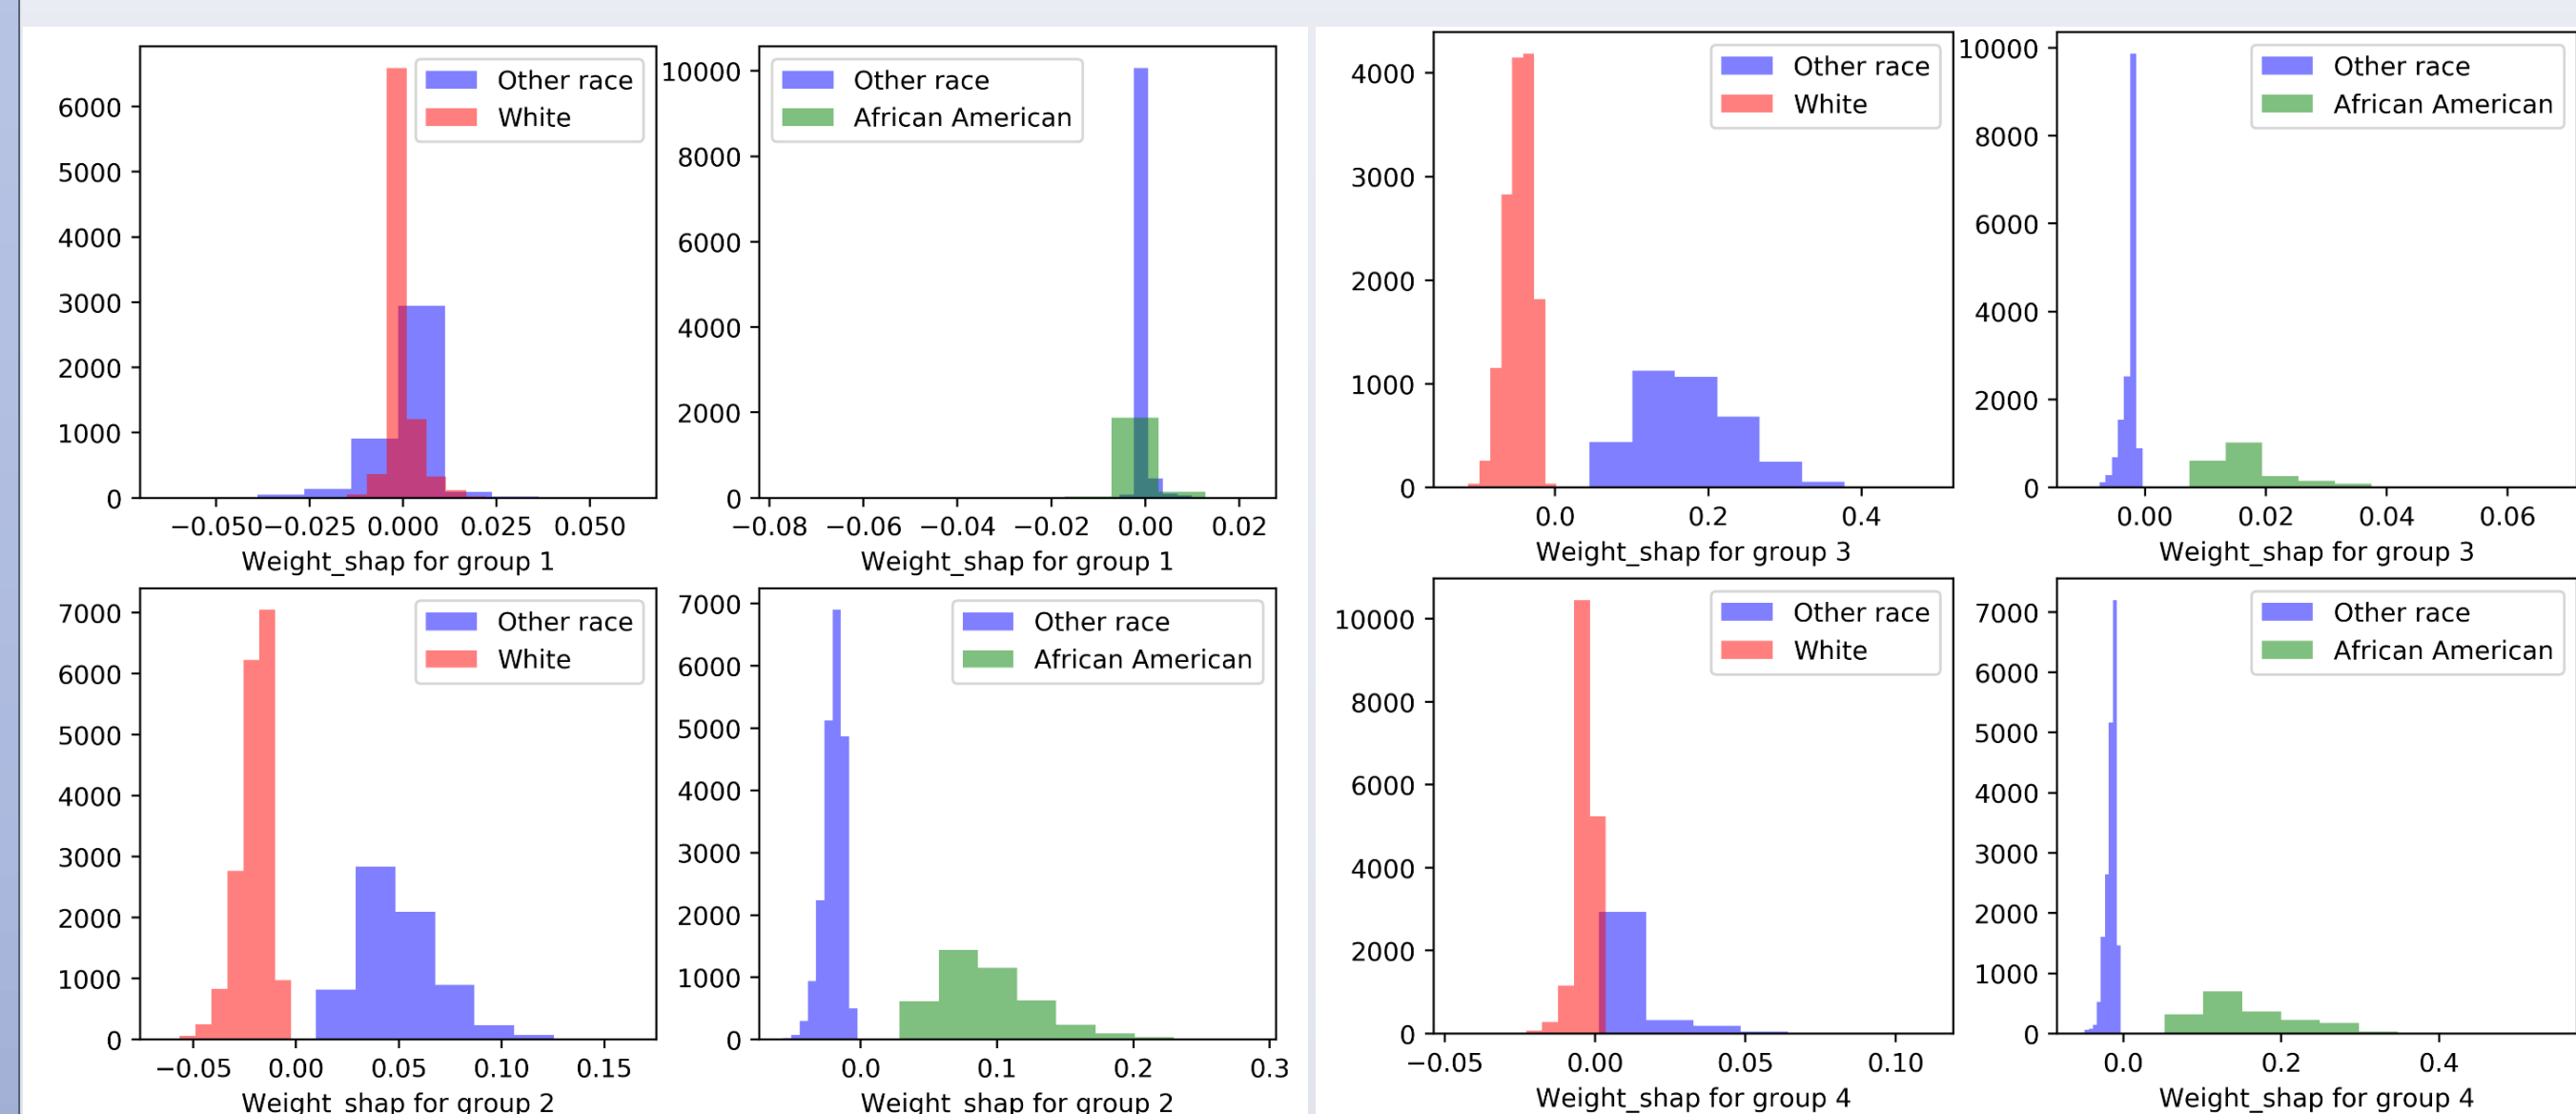 6000
5000
4000
3000
2000
1000
0
−0.050 −0.025 0.000 0.025 0.050
Weight_shap for group 1
Other race
White
10000
8000
6000
4000
2000
0
−0.08 −0.06 −0.04 −0.02 0.00 0.02
Weight_shap for group 1
Other race
African American
4000
3000
2000
1000
0
0.0 0.2 0.4
Weight_shap for group 3
Other race
White
10000
8000
6000
4000
2000
0
0.00 0.02 0.04 0.06
Weight_shap for group 3
Other race
African American
7000
6000
5000
4000
3000
2000
1000
0
−0.05 0.00 0.05 0.10 0.15
Weight_shap for group 2
Other race
White
7000
6000
5000
4000
3000
2000
1000
0
0.0 0.1 0.2 0.3
Weight_shap for group 2
Other race
African American
10000
8000
6000
4000
2000
0
−0.05 0.00 0.05 0.10
Weight_shap for group 4
Other race
White
7000
6000
5000
4000
3000
2000
1000
0
0.0 0.2 0.4
Weight_shap for group 4
Other race
African American